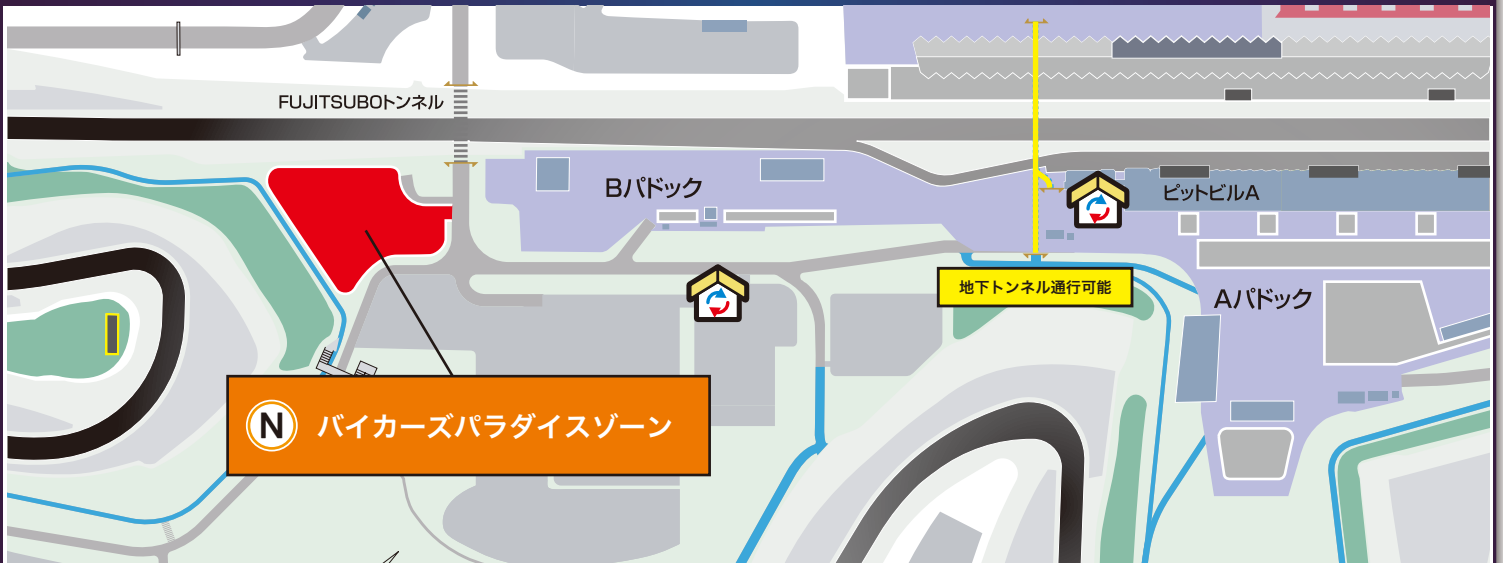 FUJITSUBOトンネル
Bパドック
ピットビルA
地下トンネル通行可能
Aパドック
N バイカーズパラダイスゾーン